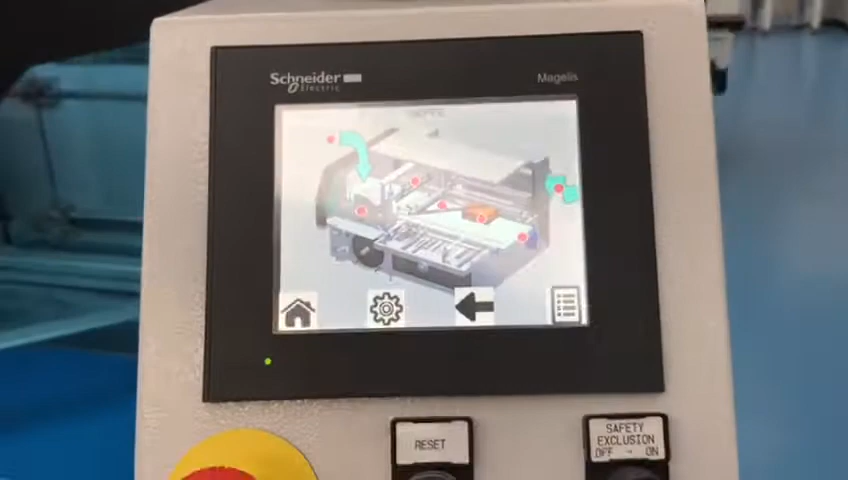 Schneider
Electric
Magelis
RESET
SAFETY
EXCLUSION
OFF - ON